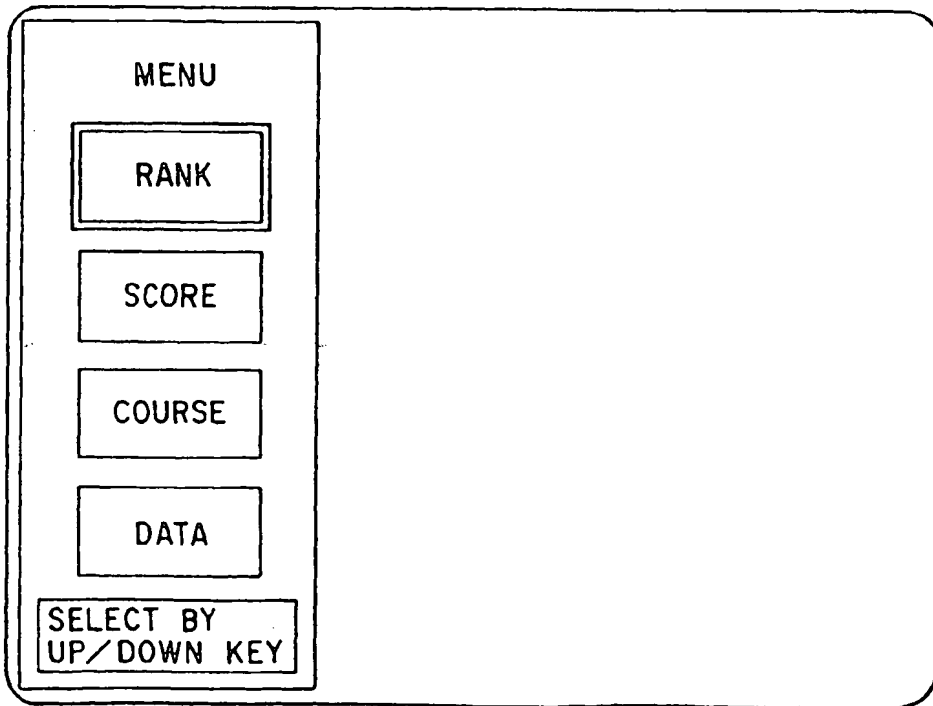 MENU
RANK
SCORE
COURSE
DATA
SELECT BY
UP/DOWN KEY